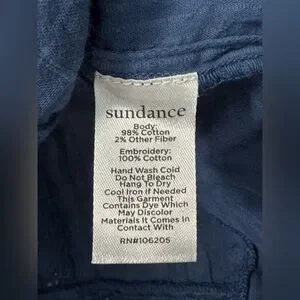 sundance
Body:
98% Cotton
2% Other Fiber
Embroidery:
100% Cotton
Hand Wash Cold
Do Not Bleach
Hang To Dry
Cool Iron If Needed
This Garment
Contains Dye Which
May Discolor
Materials It Comes In
Contact With
RN#106205